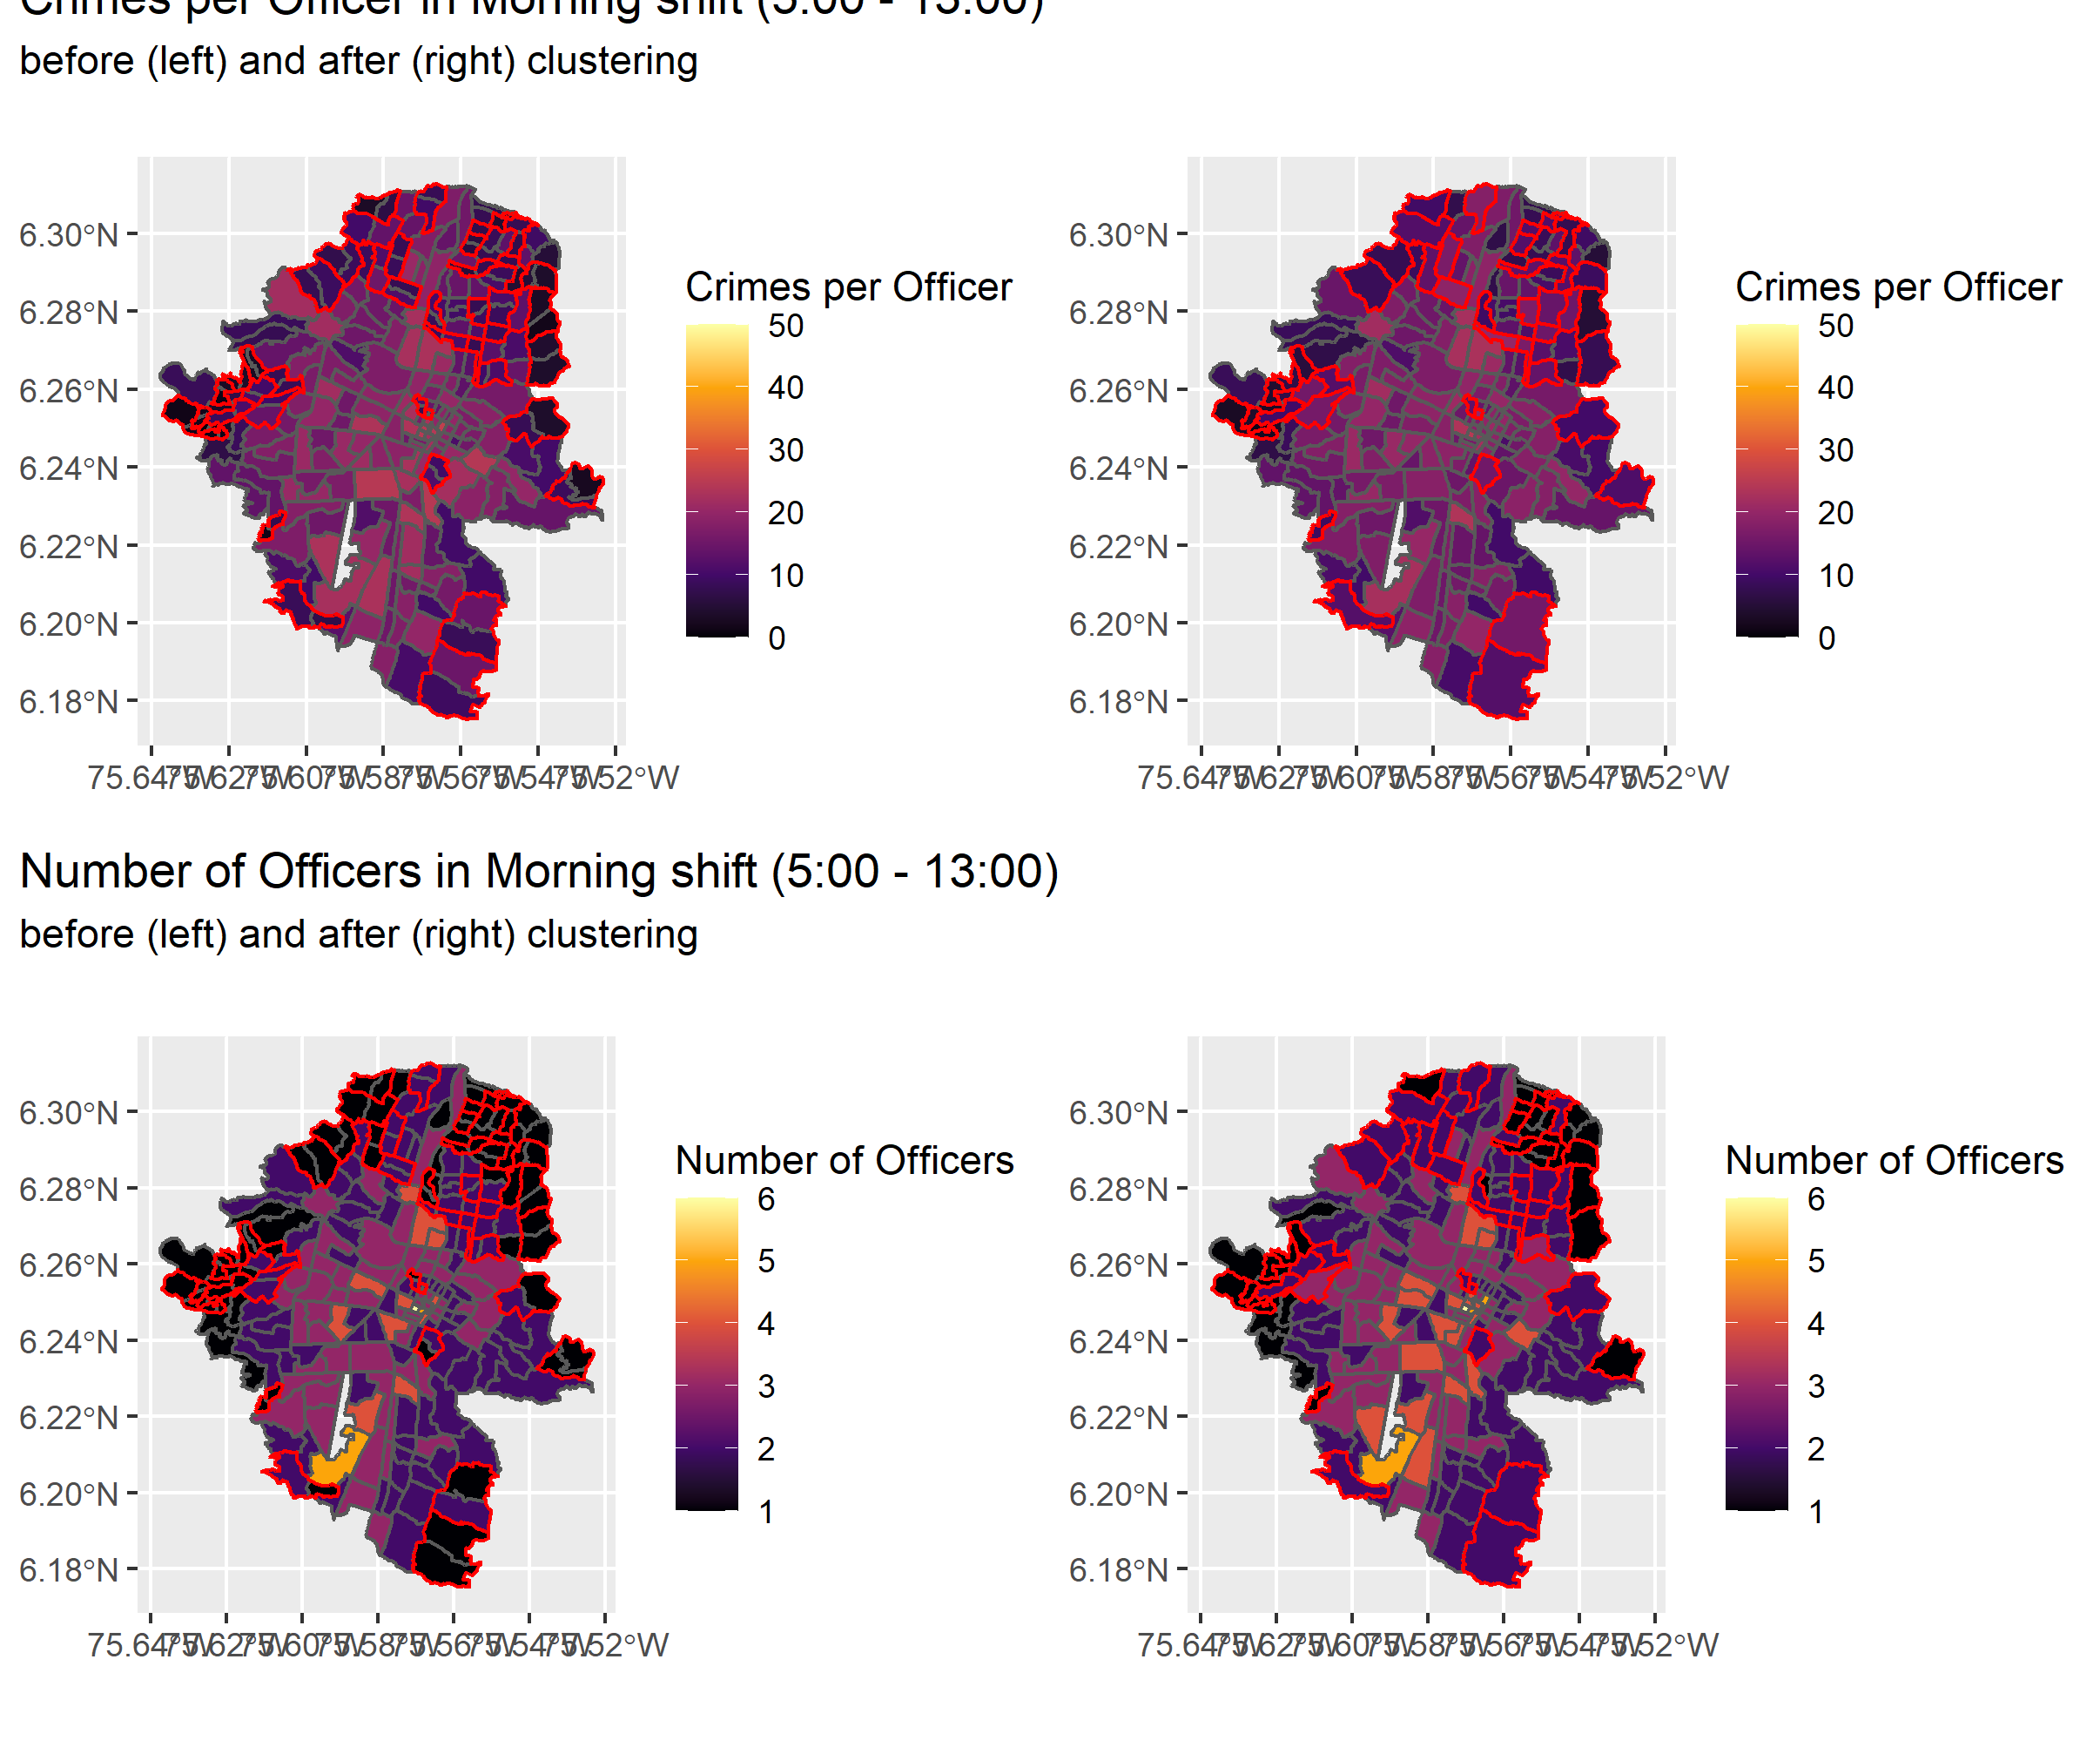 Crimes per Officer in Morning shift (5:00 - 13:00)
before (left) and after (right) clustering
6.30°N
6.28°N
6.26°N
6.24°N
6.22°N
6.20°N
6.18°N
75.64°W 75.62°W 75.60°W 75.58°W 75.56°W 75.54°W 75.52°W
Crimes per Officer
50
40
30
20
10
0
6.30°N
6.28°N
6.26°N
6.24°N
6.22°N
6.20°N
6.18°N
75.64°W 75.62°W 75.60°W 75.58°W 75.56°W 75.54°W 75.52°W
Crimes per Officer
50
40
30
20
10
0
Number of Officers in Morning shift (5:00 - 13:00)
before (left) and after (right) clustering
6.30°N
6.28°N
6.26°N
6.24°N
6.22°N
6.20°N
6.18°N
75.64°W 75.62°W 75.60°W 75.58°W 75.56°W 75.54°W 75.52°W
Number of Officers
6
5
4
3
2
1
6.30°N
6.28°N
6.26°N
6.24°N
6.22°N
6.20°N
6.18°N
75.64°W 75.62°W 75.60°W 75.58°W 75.56°W 75.54°W 75.52°W
Number of Officers
6
5
4
3
2
1